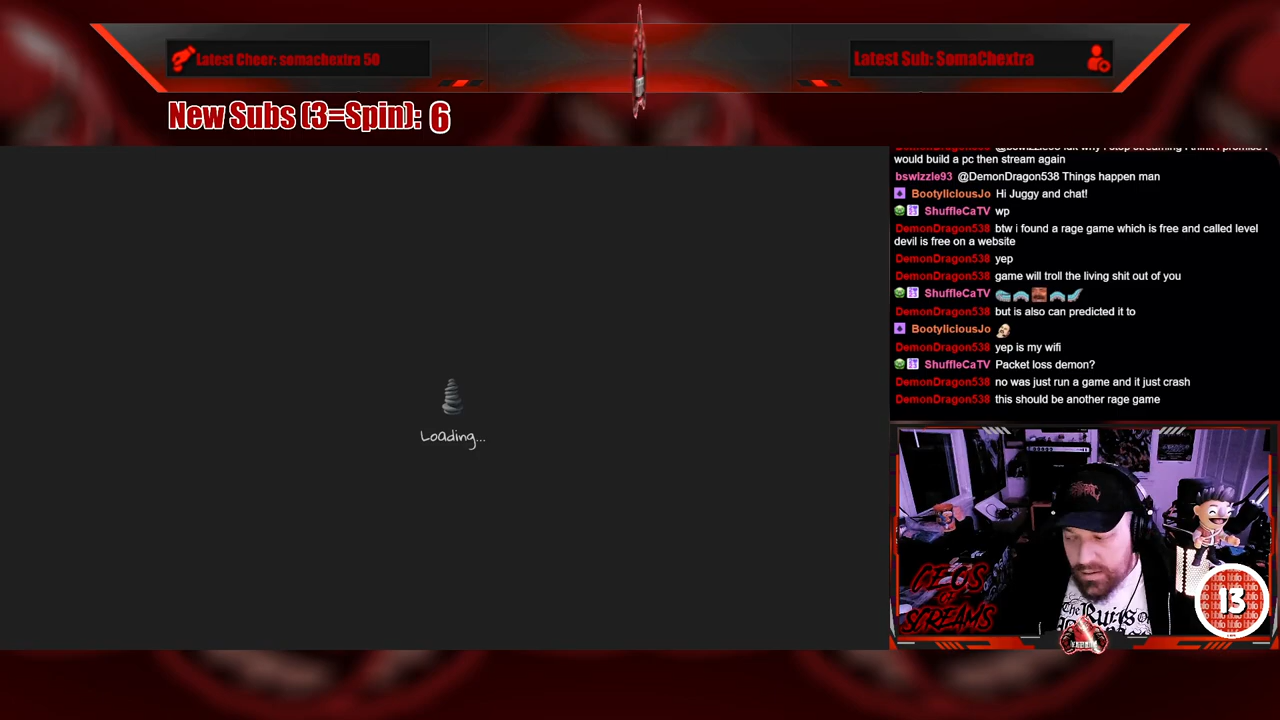 Latest Cheer: somachextra 50
Latest Sub: SomaChextra
New Subs (3=Spin): 6
would build a pc then stream again
bswizzle93 @DemonDragon538 Things happen man
BootyliciousJo Hi Juggy and chat!
ShuffleCaTV wp
DemonDragon538 btw i found a rage game which is free and called level
devil is free on a website
DemonDragon538 yep
DemonDragon538 game will troll the living shit out of you
ShuffleCaTV
DemonDragon538 but is also can predicted it to
BootyliciousJo
DemonDragon538 yep is my wifi
ShuffleCaTV Packet loss demon?
DemonDragon538 no was just run a game and it just crash
DemonDragon538 this should be another rage game
Loading...
SCREAMS
The Ruins
13